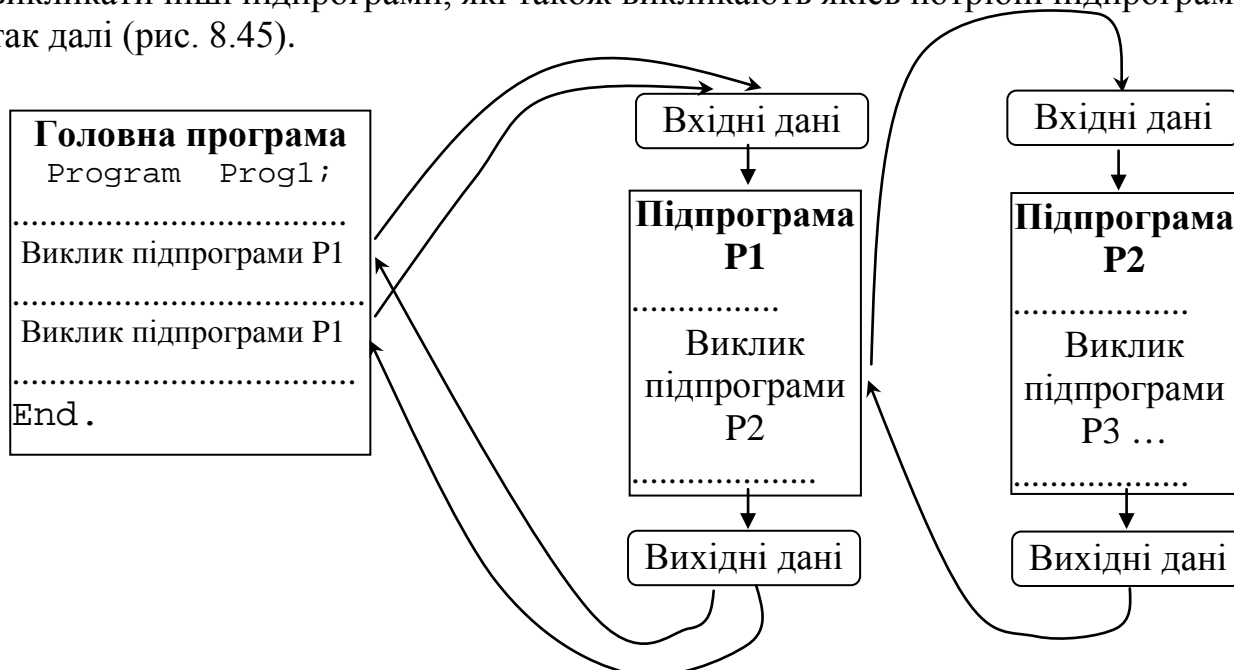 викликати інші підпрограми, які також викликають якісь потрібні підпрограм
так далі (рис. 8.45).
Головна програма
Program Prog1;
.................................
Виклик підпрограми P1
...................................
Виклик підпрограми P1
..................................
End.
Вхідні дані
Підпрограма
P1
................
Виклик
підпрограми
P2
....................
Вихідні дані
Вхідні дані
Підпрограма
P2
...................
Виклик
підпрограми
P3 …
...................
Вихідні дані